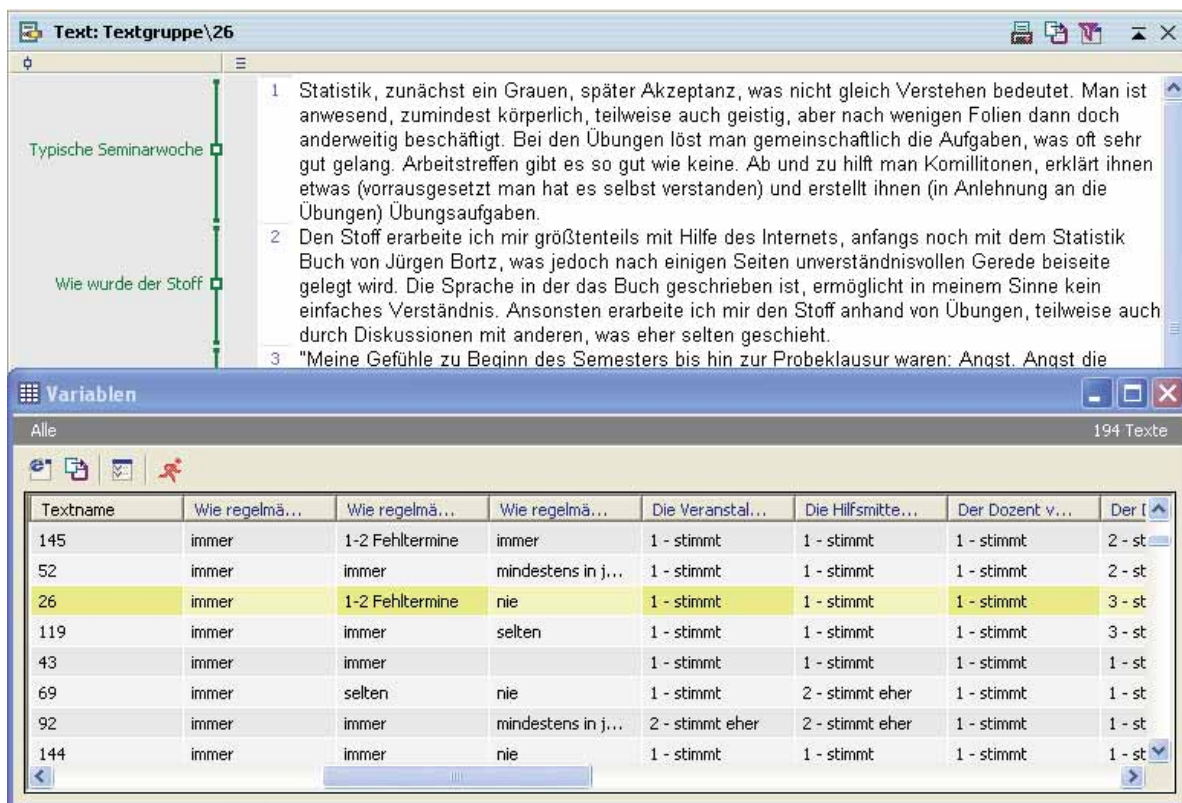 Text: Textgruppe\26
1 Statistik, zunächst ein Grauen, später Akzeptanz, was nicht gleich Verstehen bedeutet. Man ist
anwesend, zumindest körperlich, teilweise auch geistig, aber nach wenigen Folien dann doch
Typische Seminarwoche
anderweitig beschäftigt. Bei den Übungen löst man gemeinschaftlich die Aufgaben, was oft sehr
gut gelang. Arbeitstreffen gibt es so gut wie keine. Ab und zu hilft man Komillitonen, erklärt ihnen
etwas (vorrausgesetzt man hat es selbst verstanden) und erstellt ihnen (in Anlehnung an die
Übungen) Übungsaufgaben.
2 Den Stoff erarbeite ich mir größtenteils mit Hilfe des Internets, anfangs noch mit dem Statistik
Buch von Jürgen Bortz, was jedoch nach einigen Seiten unverständnisvollen Gerede beiseite
Wie wurde der Stoff
gelegt wird. Die Sprache in der das Buch geschrieben ist, ermöglicht in meinem Sinne kein
einfaches Verständnis. Ansonsten erarbeite ich mir den Stoff anhand von Übungen, teilweise auch
durch Diskussionen mit anderen, was eher selten geschieht.
3 "Meine Gefühle zu Beginn des Semesters bis hin zur Probeklausur waren: Angst. Angst die
Variablen
Alle 194 Texte
Textname Wie regelmä... Wie regelmä... Wie regelmä... Die Veranstal... Die Hilfsmitte... Der Dozent v... Der
145 immer 1-2 Fehltermine immer 1 - stimmt 1 - stimmt 1 - stimmt 2 - st
52 immer immer mindestens in j... 1 - stimmt 1 - stimmt 1 - stimmt 2 - st
26 immer 1-2 Fehltermine nie 1 - stimmt 1 - stimmt 1 - stimmt 3 - st
119 immer immer selten 1 - stimmt 1 - stimmt 1 - stimmt 3 - st
43 immer immer 1 - stimmt 1 - stimmt 1 - stimmt 1 - st
69 immer selten nie 1 - stimmt 2 - stimmt eher 1 - stimmt 1 - st
92 immer immer mindestens in j... 2 - stimmt eher 2 - stimmt eher 1 - stimmt 1 - st
144 immer immer nie 1 - stimmt 1 - stimmt 1 - stimmt 1 - st